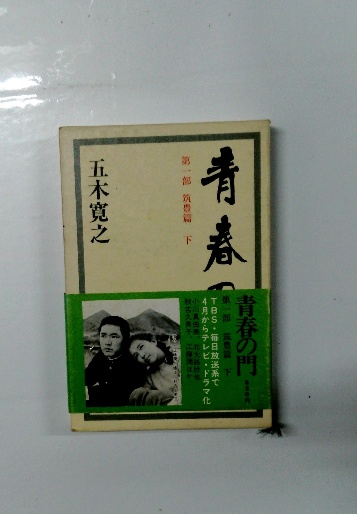 青春
第一部 筑豊篇 下
五木寛之
青春の門
第一部 筑豊篇 下
TBS・毎日放送系で
4月からテレビ・ドラマ化